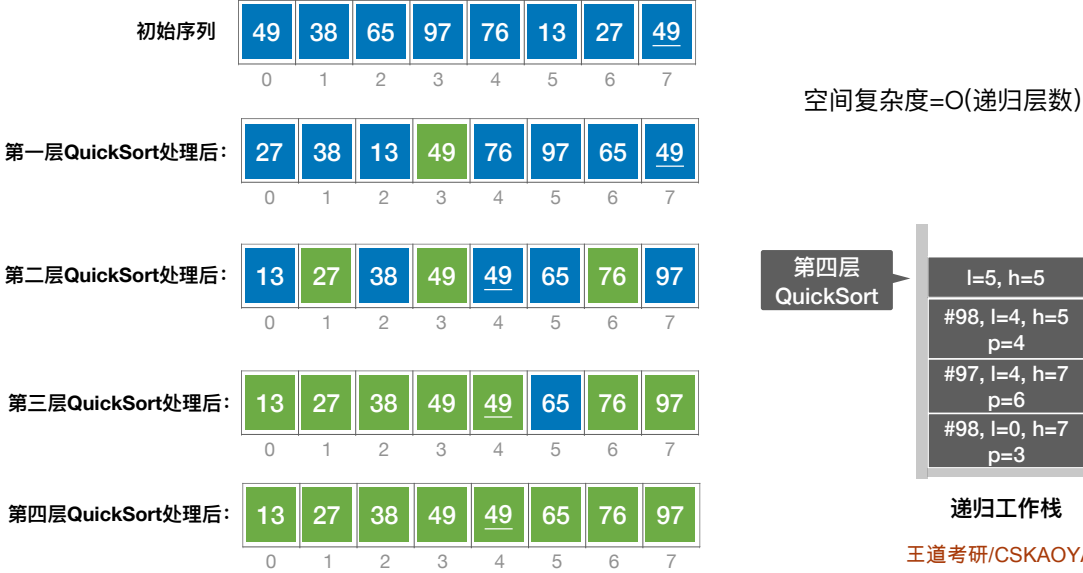 初始序列
49 38 65 97 76 13 27 49
0 1 2 3 4 5 6 7
空间复杂度=O(递归层数)
第一层QuickSort处理后：
27 38 13 49 76 97 65 49
0 1 2 3 4 5 6 7
第二层QuickSort处理后：
13 27 38 49 49 65 76 97
0 1 2 3 4 5 6 7
第三层QuickSort处理后：
13 27 38 49 49 65 76 97
0 1 2 3 4 5 6 7
第四层QuickSort处理后：
13 27 38 49 49 65 76 97
0 1 2 3 4 5 6 7
第四层
QuickSort
l=5, h=5
#98, l=4, h=5
p=4
#97, l=4, h=7
p=6
#98, l=0, h=7
p=3
递归工作栈
王道考研/CSKAOYA